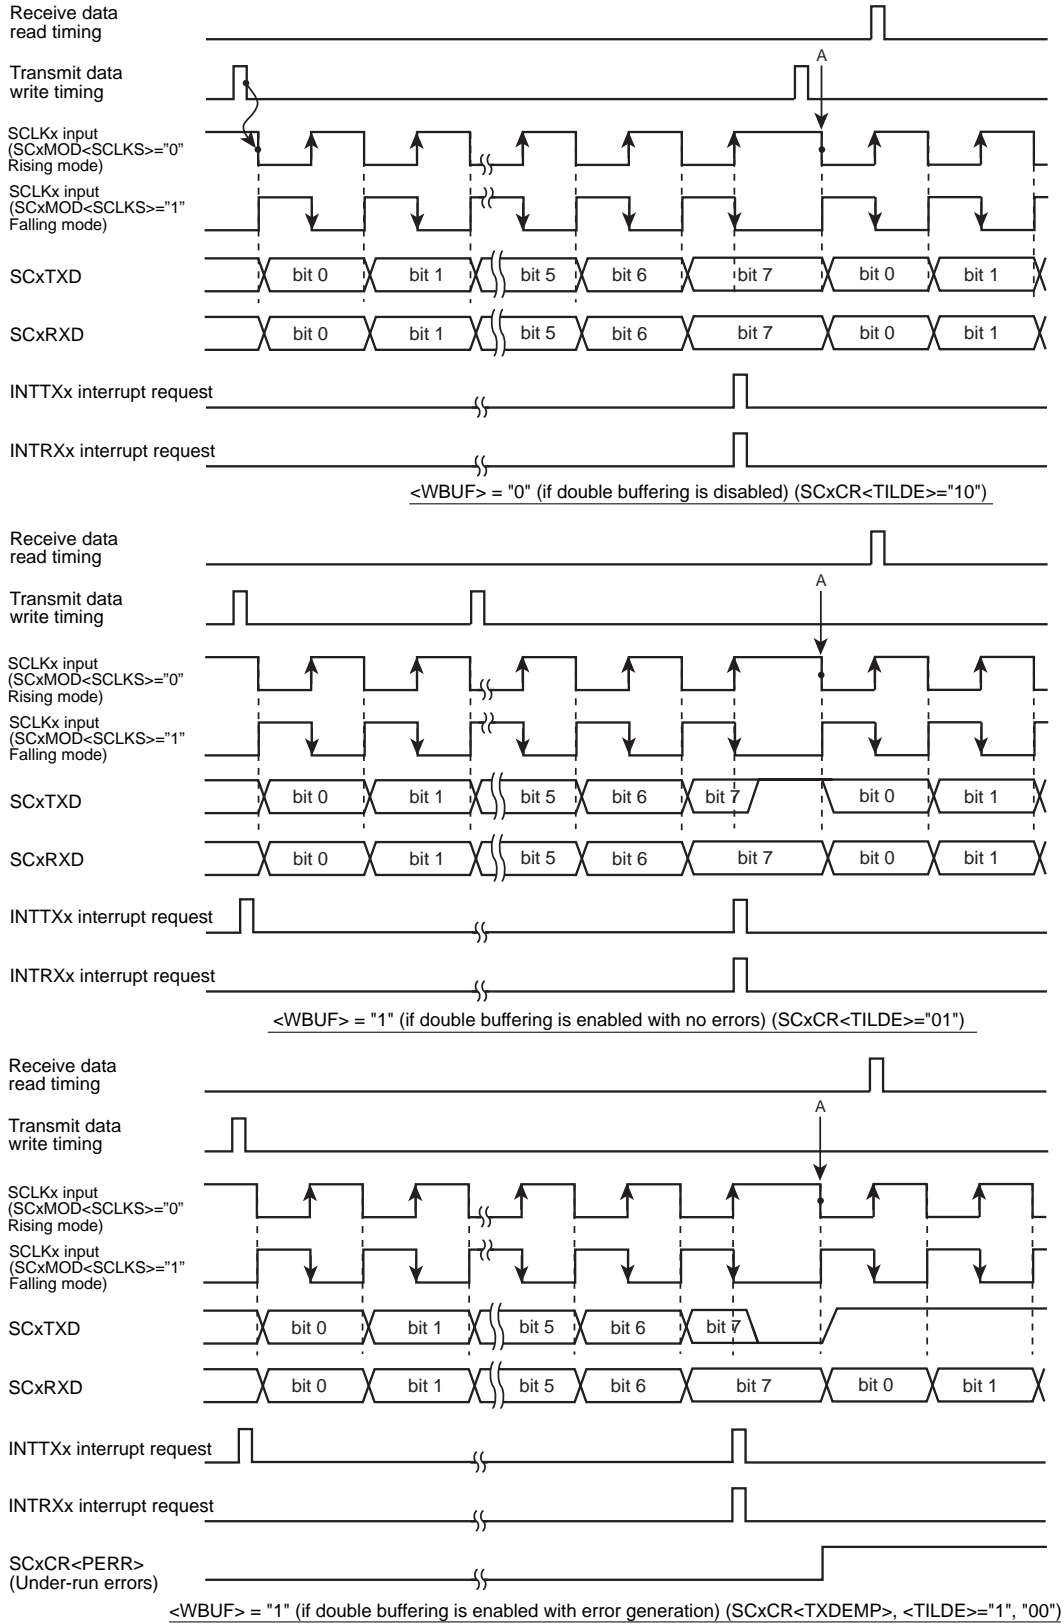 Receive data
read timing
Transmit data
write timing
A
SCLKx input
(SCxMOD<SCLKS>="0"
Rising mode)
SCLKx input
(SCxMOD<SCLKS>="1"
Falling mode)
SCxTXD
bit 0 bit 1 bit 5 bit 6 bit 7 bit 0 bit 1
SCxRXD
bit 0 bit 1 bit 5 bit 6 bit 7 bit 0 bit 1
INTTXx interrupt request
INTRXx interrupt request
<WBUF> = "0" (if double buffering is disabled) (SCxCR<TILDE>="10")
Receive data
read timing
Transmit data
write timing
A
SCLKx input
(SCxMOD<SCLKS>="0"
Rising mode)
SCLKx input
(SCxMOD<SCLKS>="1"
Falling mode)
SCxTXD
bit 0 bit 1 bit 5 bit 6 bit 7 bit 0 bit 1
SCxRXD
bit 0 bit 1 bit 5 bit 6 bit 7 bit 0 bit 1
INTTXx interrupt request
INTRXx interrupt request
<WBUF> = "1" (if double buffering is enabled with no errors) (SCxCR<TILDE>="01")
Receive data
read timing
Transmit data
write timing
A
SCLKx input
(SCxMOD<SCLKS>="0"
Rising mode)
SCLKx input
(SCxMOD<SCLKS>="1"
Falling mode)
SCxTXD
bit 0 bit 1 bit 5 bit 6 bit 7
SCxRXD
bit 0 bit 1 bit 5 bit 6 bit 7 bit 0 bit 1
INTTXx interrupt request
INTRXx interrupt request
SCxCR<PERR>
(Under-run errors)
<WBUF> = "1" (if double buffering is enabled with error generation) (SCxCR<TXDEMP>, <TILDE>="1", "00")